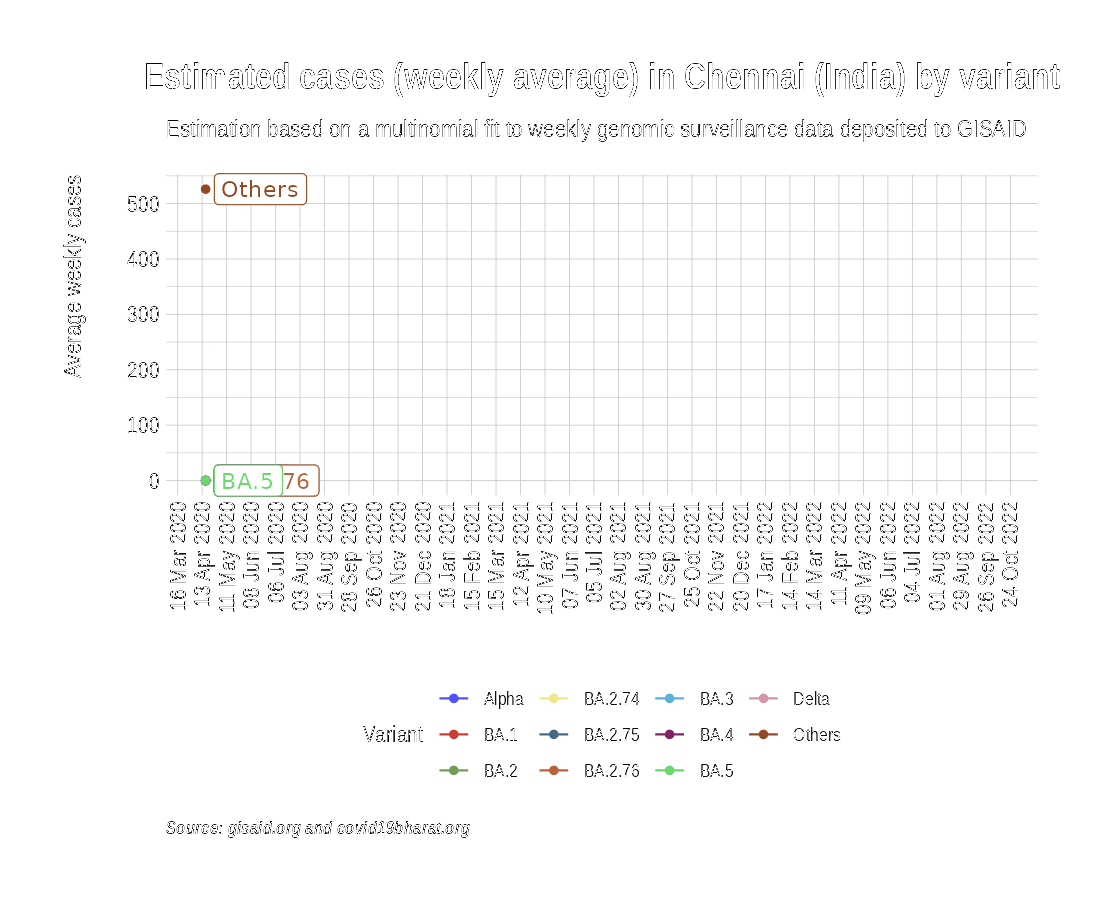 Estimated cases (weekly average) in Chennai (India) by variant
Estimation based on a multinomial fit to weekly genomic surveillance data deposited to GISAID
Average weekly cases
500
400
300
200
100
0
Others
BA.5
76
16 Mar 2020
13 Apr 2020
11 May 2020
08 Jun 2020
06 Jul 2020
03 Aug 2020
31 Aug 2020
28 Sep 2020
26 Oct 2020
23 Nov 2020
21 Dec 2020
18 Jan 2021
15 Feb 2021
15 Mar 2021
12 Apr 2021
10 May 2021
07 Jun 2021
05 Jul 2021
02 Aug 2021
30 Aug 2021
27 Sep 2021
25 Oct 2021
22 Nov 2021
20 Dec 2021
17 Jan 2022
14 Feb 2022
14 Mar 2022
11 Apr 2022
09 May 2022
06 Jun 2022
04 Jul 2022
01 Aug 2022
29 Aug 2022
26 Sep 2022
24 Oct 2022
Variant
Alpha
BA.1
BA.2
BA.2.74
BA.2.75
BA.2.76
BA.3
BA.4
BA.5
Delta
Others
Source: gisaid.org and covid19bharat.org